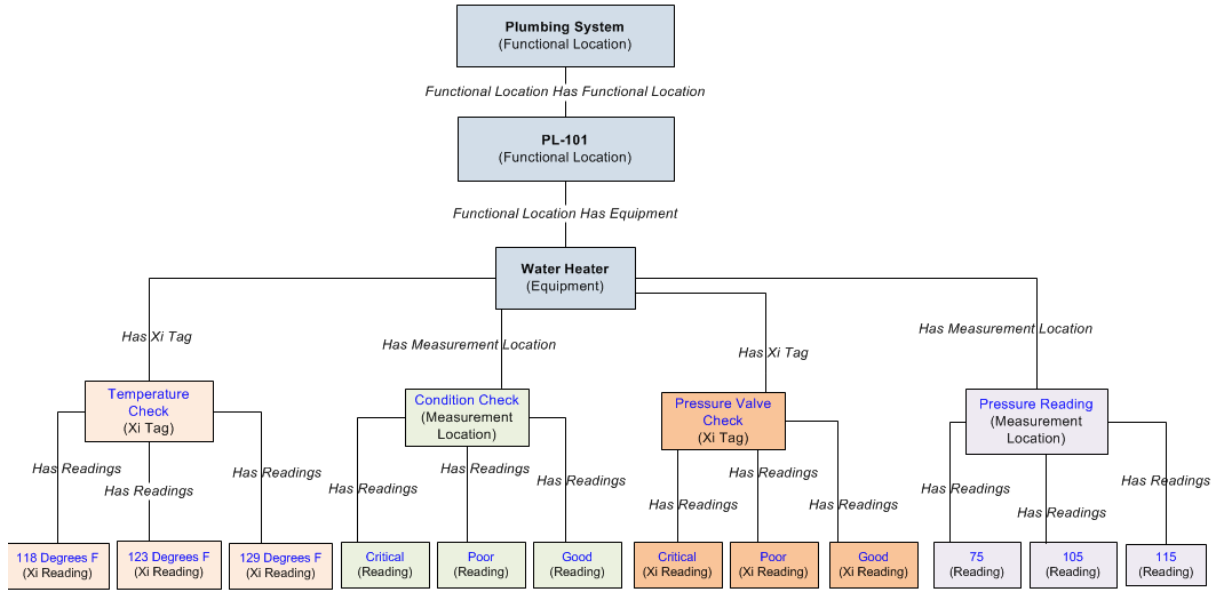 Plumbing System
(Functional Location)
Functional Location Has Functional Location
PL-101
(Functional Location)
Functional Location Has Equipment
Water Heater
(Equipment)
Has Xi Tag
Has Measurement Location
Has Xi Tag
Has Measurement Location
Temperature
Check
(Xi Tag)
Condition Check
(Measurement
Location)
Pressure Valve
Check
(Xi Tag)
Pressure Reading
(Measurement
Location)
Has Readings
Has Readings
Has Readings
Has Readings
Has Readings
Has Readings
Has Readings
Has Readings
Has Readings
Has Readings
Has Readings
Has Readings
118 Degrees F
(Xi Reading)
123 Degrees F
(Xi Reading)
129 Degrees F
(Xi Reading)
Critical
(Reading)
Poor
(Reading)
Good
(Reading)
Critical
(Xi Reading)
Poor
(Xi Reading)
Good
(Xi Reading)
75
(Reading)
105
(Reading)
115
(Reading)